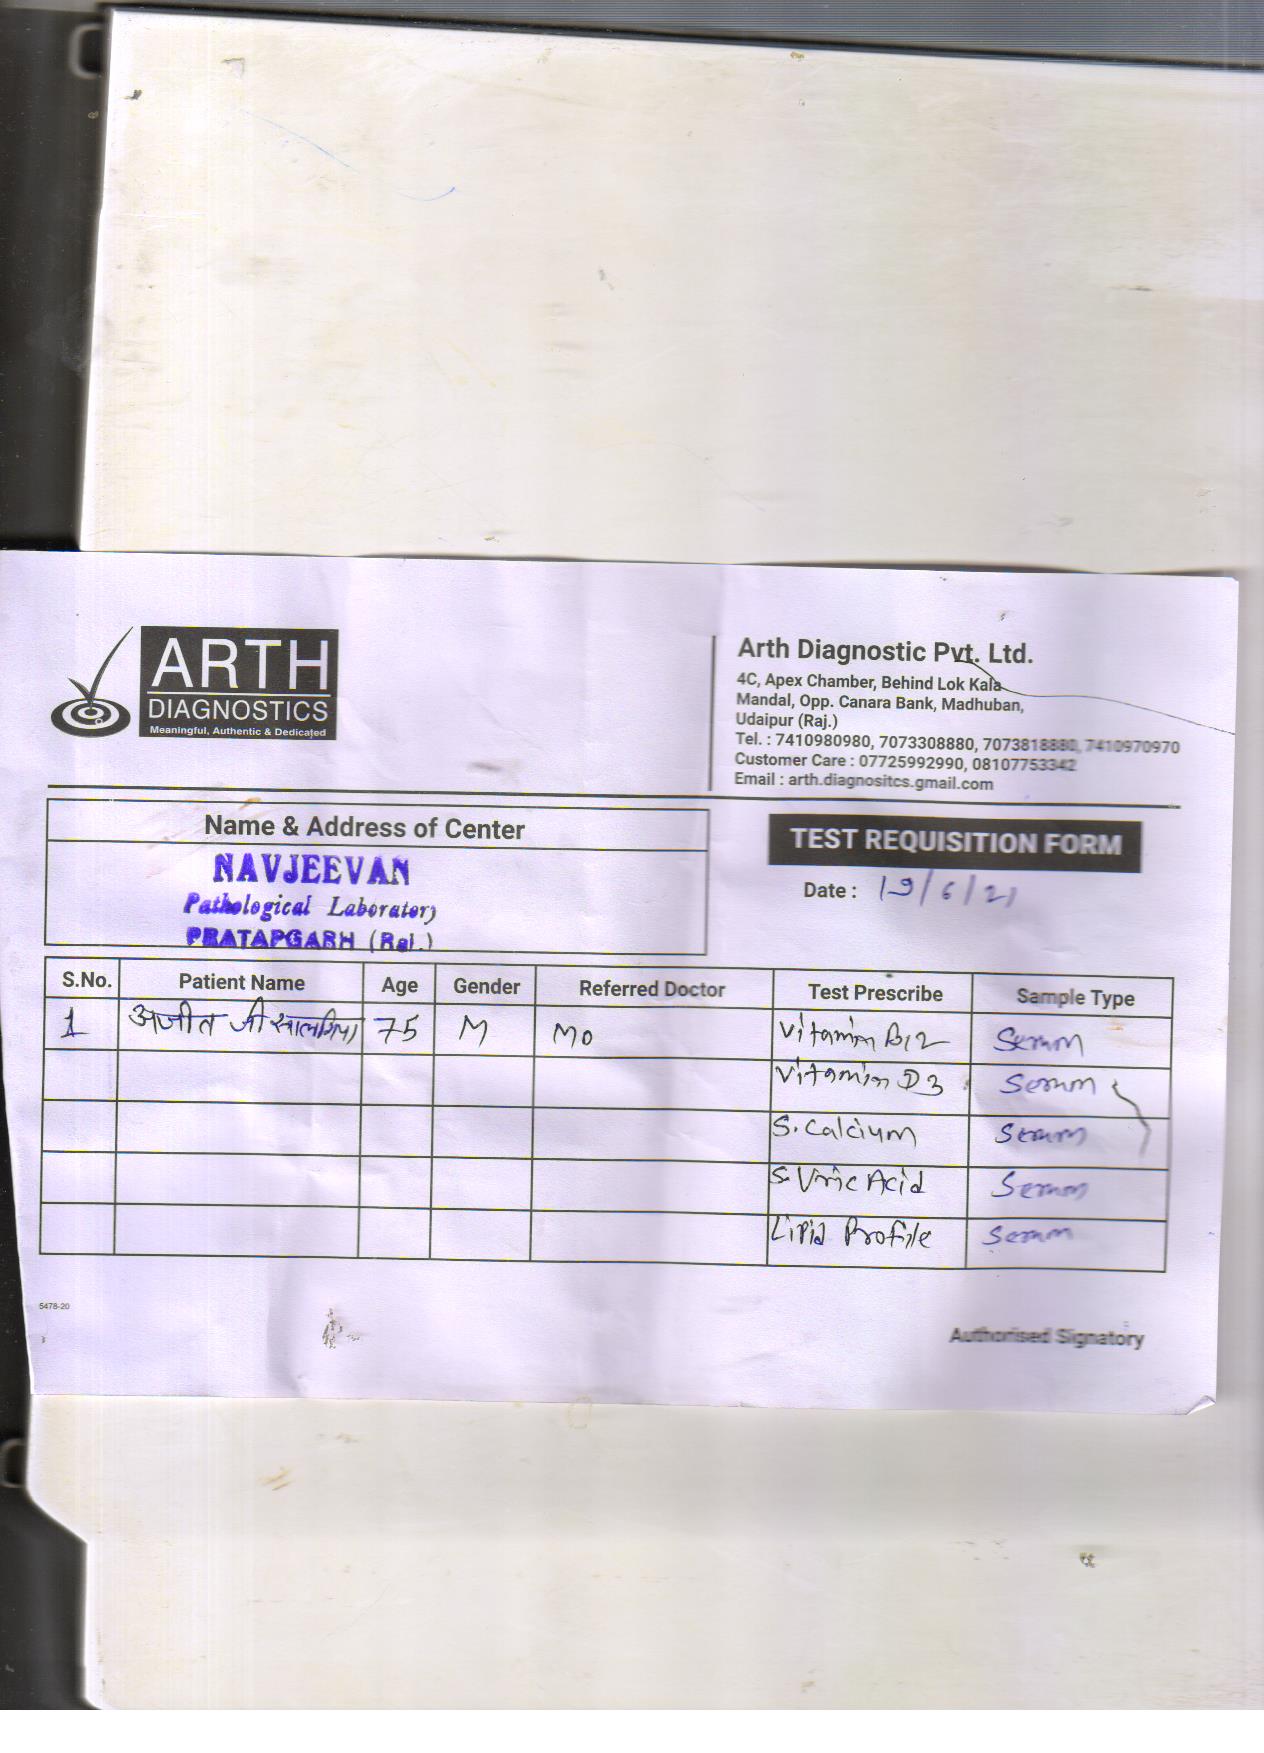 ARTH
DIAGNOSTICS
Meaningful, Authentic & Dedicated
Arth Diagnostic Pvt. Ltd.
4C, Apex Chamber, Behind Lok Kala
Mandal, Opp. Canara Bank, Madhuban,
Udaipur (Raj.)
Tel. : 7410980980, 7073308880, 7073818880, 7410970970
Customer Care : 07725992990, 08107753342
Email : arth.diagnositcs.gmail.com
Name & Address of Center
NAVJEEVAN
Pathological Laboratory
PRATAPGARH (Raj.)
TEST REQUISITION FORM
Date : 19/6/21
S.No. Patient Name Age Gender Referred Doctor Test Prescribe Sample Type
1 अजीत जी 75 M MO Vitamin B12 Serum
Vitamin D3 Serum
S. Calcium Serum
S. Uric Acid Serum
Lipid Profile Serum
5478-20
Authorised Signatory